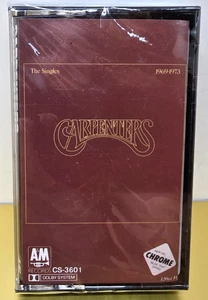 The Singles 1969-1973
CARPENTERS
A&M
RECORDS CS-3601
DOLBY SYSTEM
CHROME